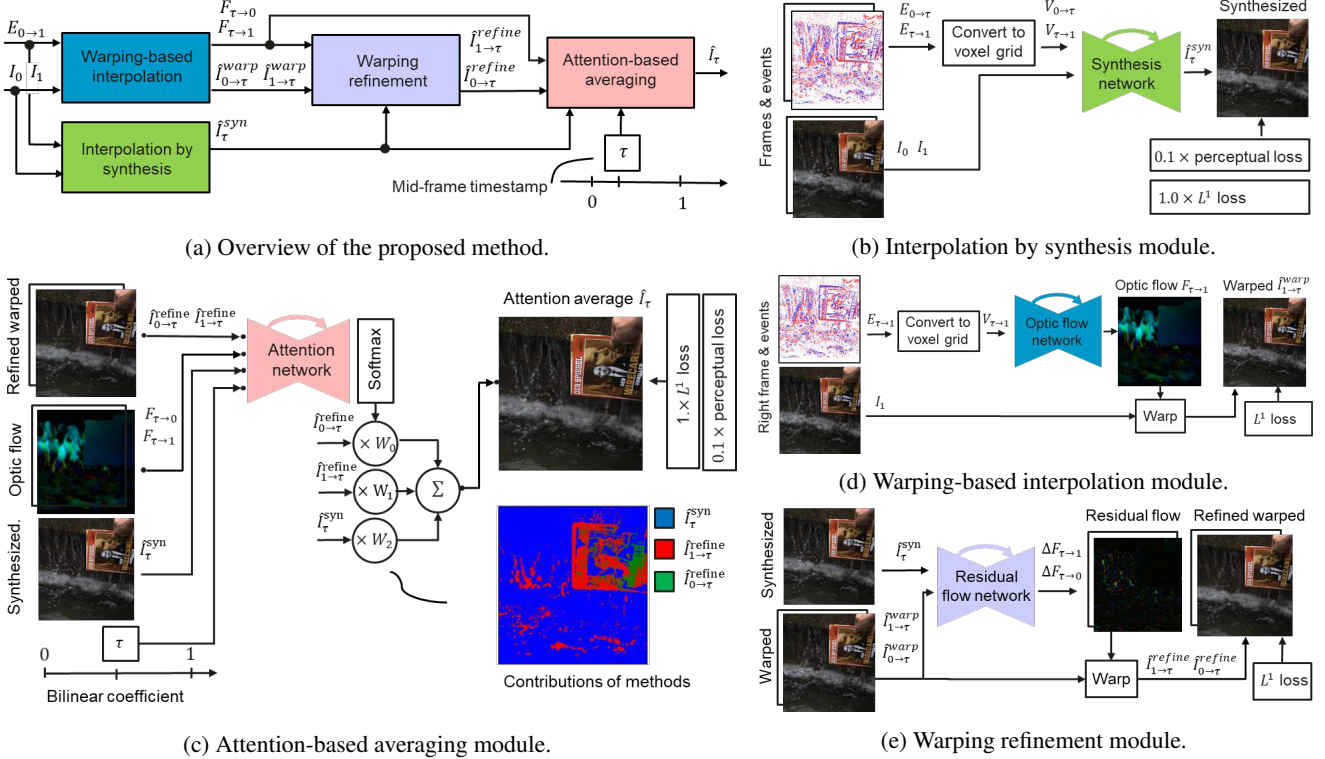 E_{0→1}
I_0 I_1
Warping-based
interpolation
F_{τ→0}
F_{τ→1}
Î^{warp}_{0→τ} Î^{warp}_{1→τ}
Warping
refinement
Î^{refine}_{1→τ}
Î^{refine}_{0→τ}
Attention-based
averaging
Î_τ
Interpolation by
synthesis
Î^{syn}_τ
τ
Mid-frame timestamp
0 1
(a) Overview of the proposed method.
Frames & events
E_{0→τ}
E_{τ→1}
Convert to
voxel grid
V_{0→τ}
V_{τ→1}
Synthesis
network
Î^{syn}_τ
Synthesized
I_0 I_1
0.1 × perceptual loss
1.0 × L^1 loss
(b) Interpolation by synthesis module.
Refined warped
Î^{refine}_{0→τ} Î^{refine}_{1→τ}
Optic flow
F_{τ→0}
F_{τ→1}
Synthesized.
Î^{syn}_τ
τ
0 1
Bilinear coefficient
Attention
network
Softmax
Î^{refine}_{0→τ}
× W_0
Î^{refine}_{1→τ}
× W_1
Î^{syn}_τ
× W_2
Σ
Attention average Î_τ
DER SPIEGEL
1.× L^1 loss
0.1 × perceptual loss
Î^{syn}_τ
Î^{refine}_{1→τ}
Î^{refine}_{0→τ}
Contributions of methods
(c) Attention-based averaging module.
Right frame & events
E_{τ→1}
Convert to
voxel grid
V_{τ→1}
Optic flow
network
Optic flow F_{τ→1}
Warped Î^{warp}_{1→τ}
I_1
Warp
L^1 loss
(d) Warping-based interpolation module.
Synthesized
Î^{syn}_τ
Warped
Î^{warp}_{1→τ}
Î^{warp}_{0→τ}
Residual
flow network
ΔF_{τ→1}
ΔF_{τ→0}
Residual flow
Refined warped
Warp
Î^{refine}_{1→τ} Î^{refine}_{0→τ}
L^1 loss
(e) Warping refinement module.